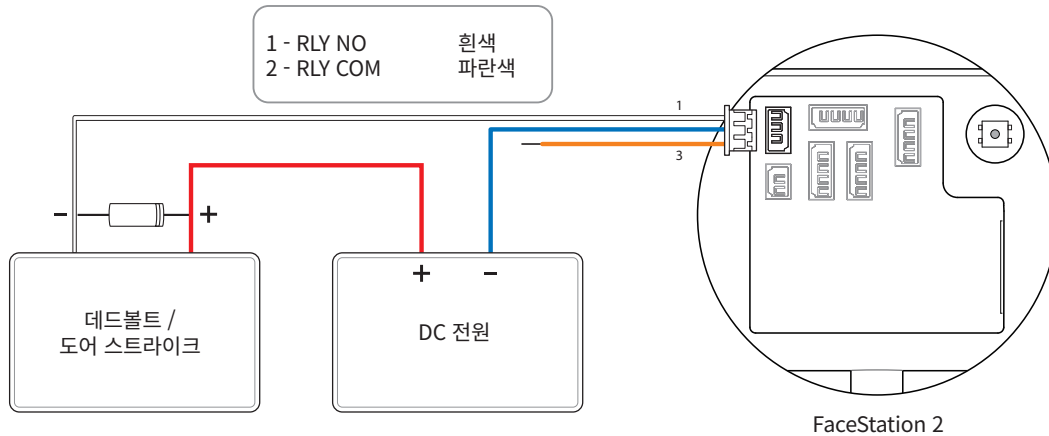 1 - RLY NO 흰색
2 - RLY COM 파란색
1
3
- +
+ -
데드볼트 /
도어 스트라이크
DC 전원
FaceStation 2